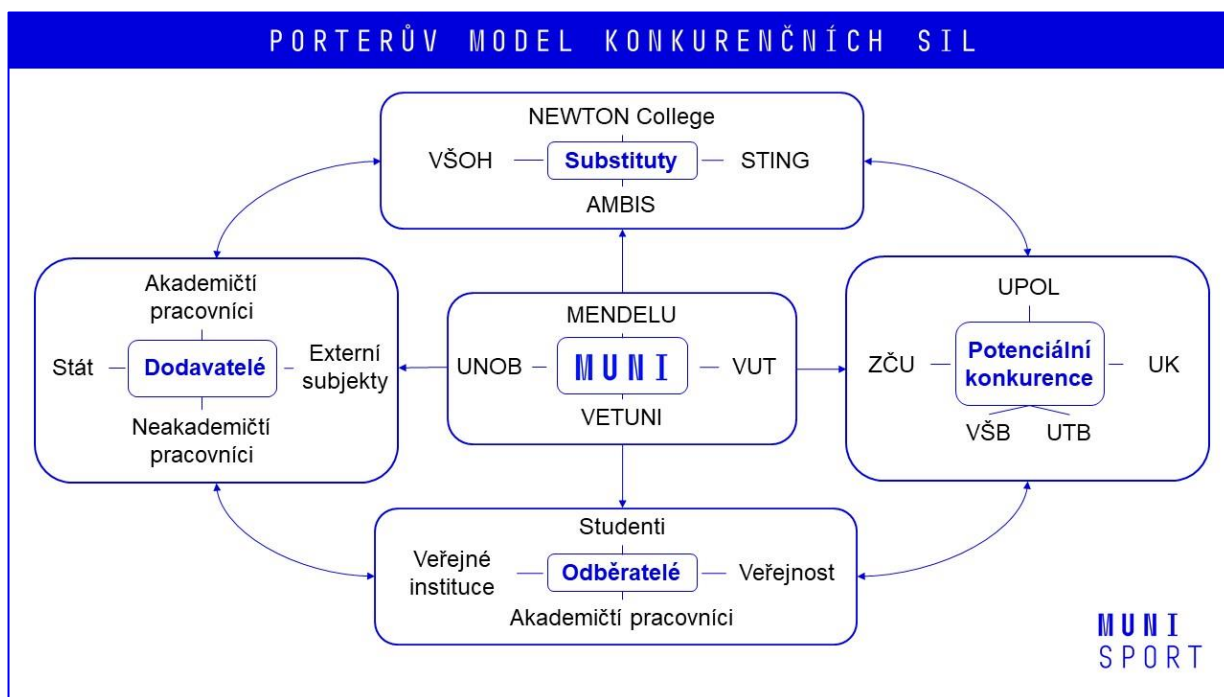 PORTERŮV MODEL KONKURENČNÍCH SIL
NEWTON College
VŠOH
Substituty
STING
AMBIS
Akademičtí
pracovníci
Stát
Dodavatelé
Externí
subjekty
Neakademičtí
pracovníci
MENDELU
UNOB
MUNI
VUT
VETUNI
UPOL
ZČU
Potenciální
konkurence
UK
VŠB
UTB
Studenti
Veřejné
instituce
Odběratelé
Veřejnost
Akademičtí pracovníci
MUNI
SPORT